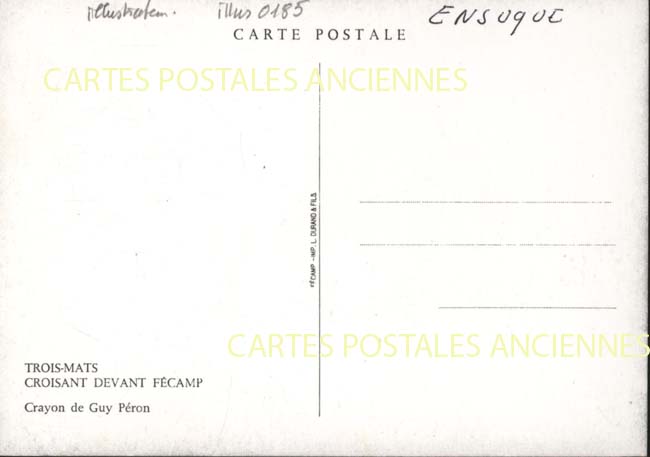 illus 0185
ENSUQUE
CARTE POSTALE
CARTES POSTALES ANCIENNES
FÉCAMP - IMP. L. DURAND & FILS
CARTES POSTALES ANCIENNES
TROIS-MATS
CROISANT DEVANT FÉCAMP
Crayon de Guy Péron